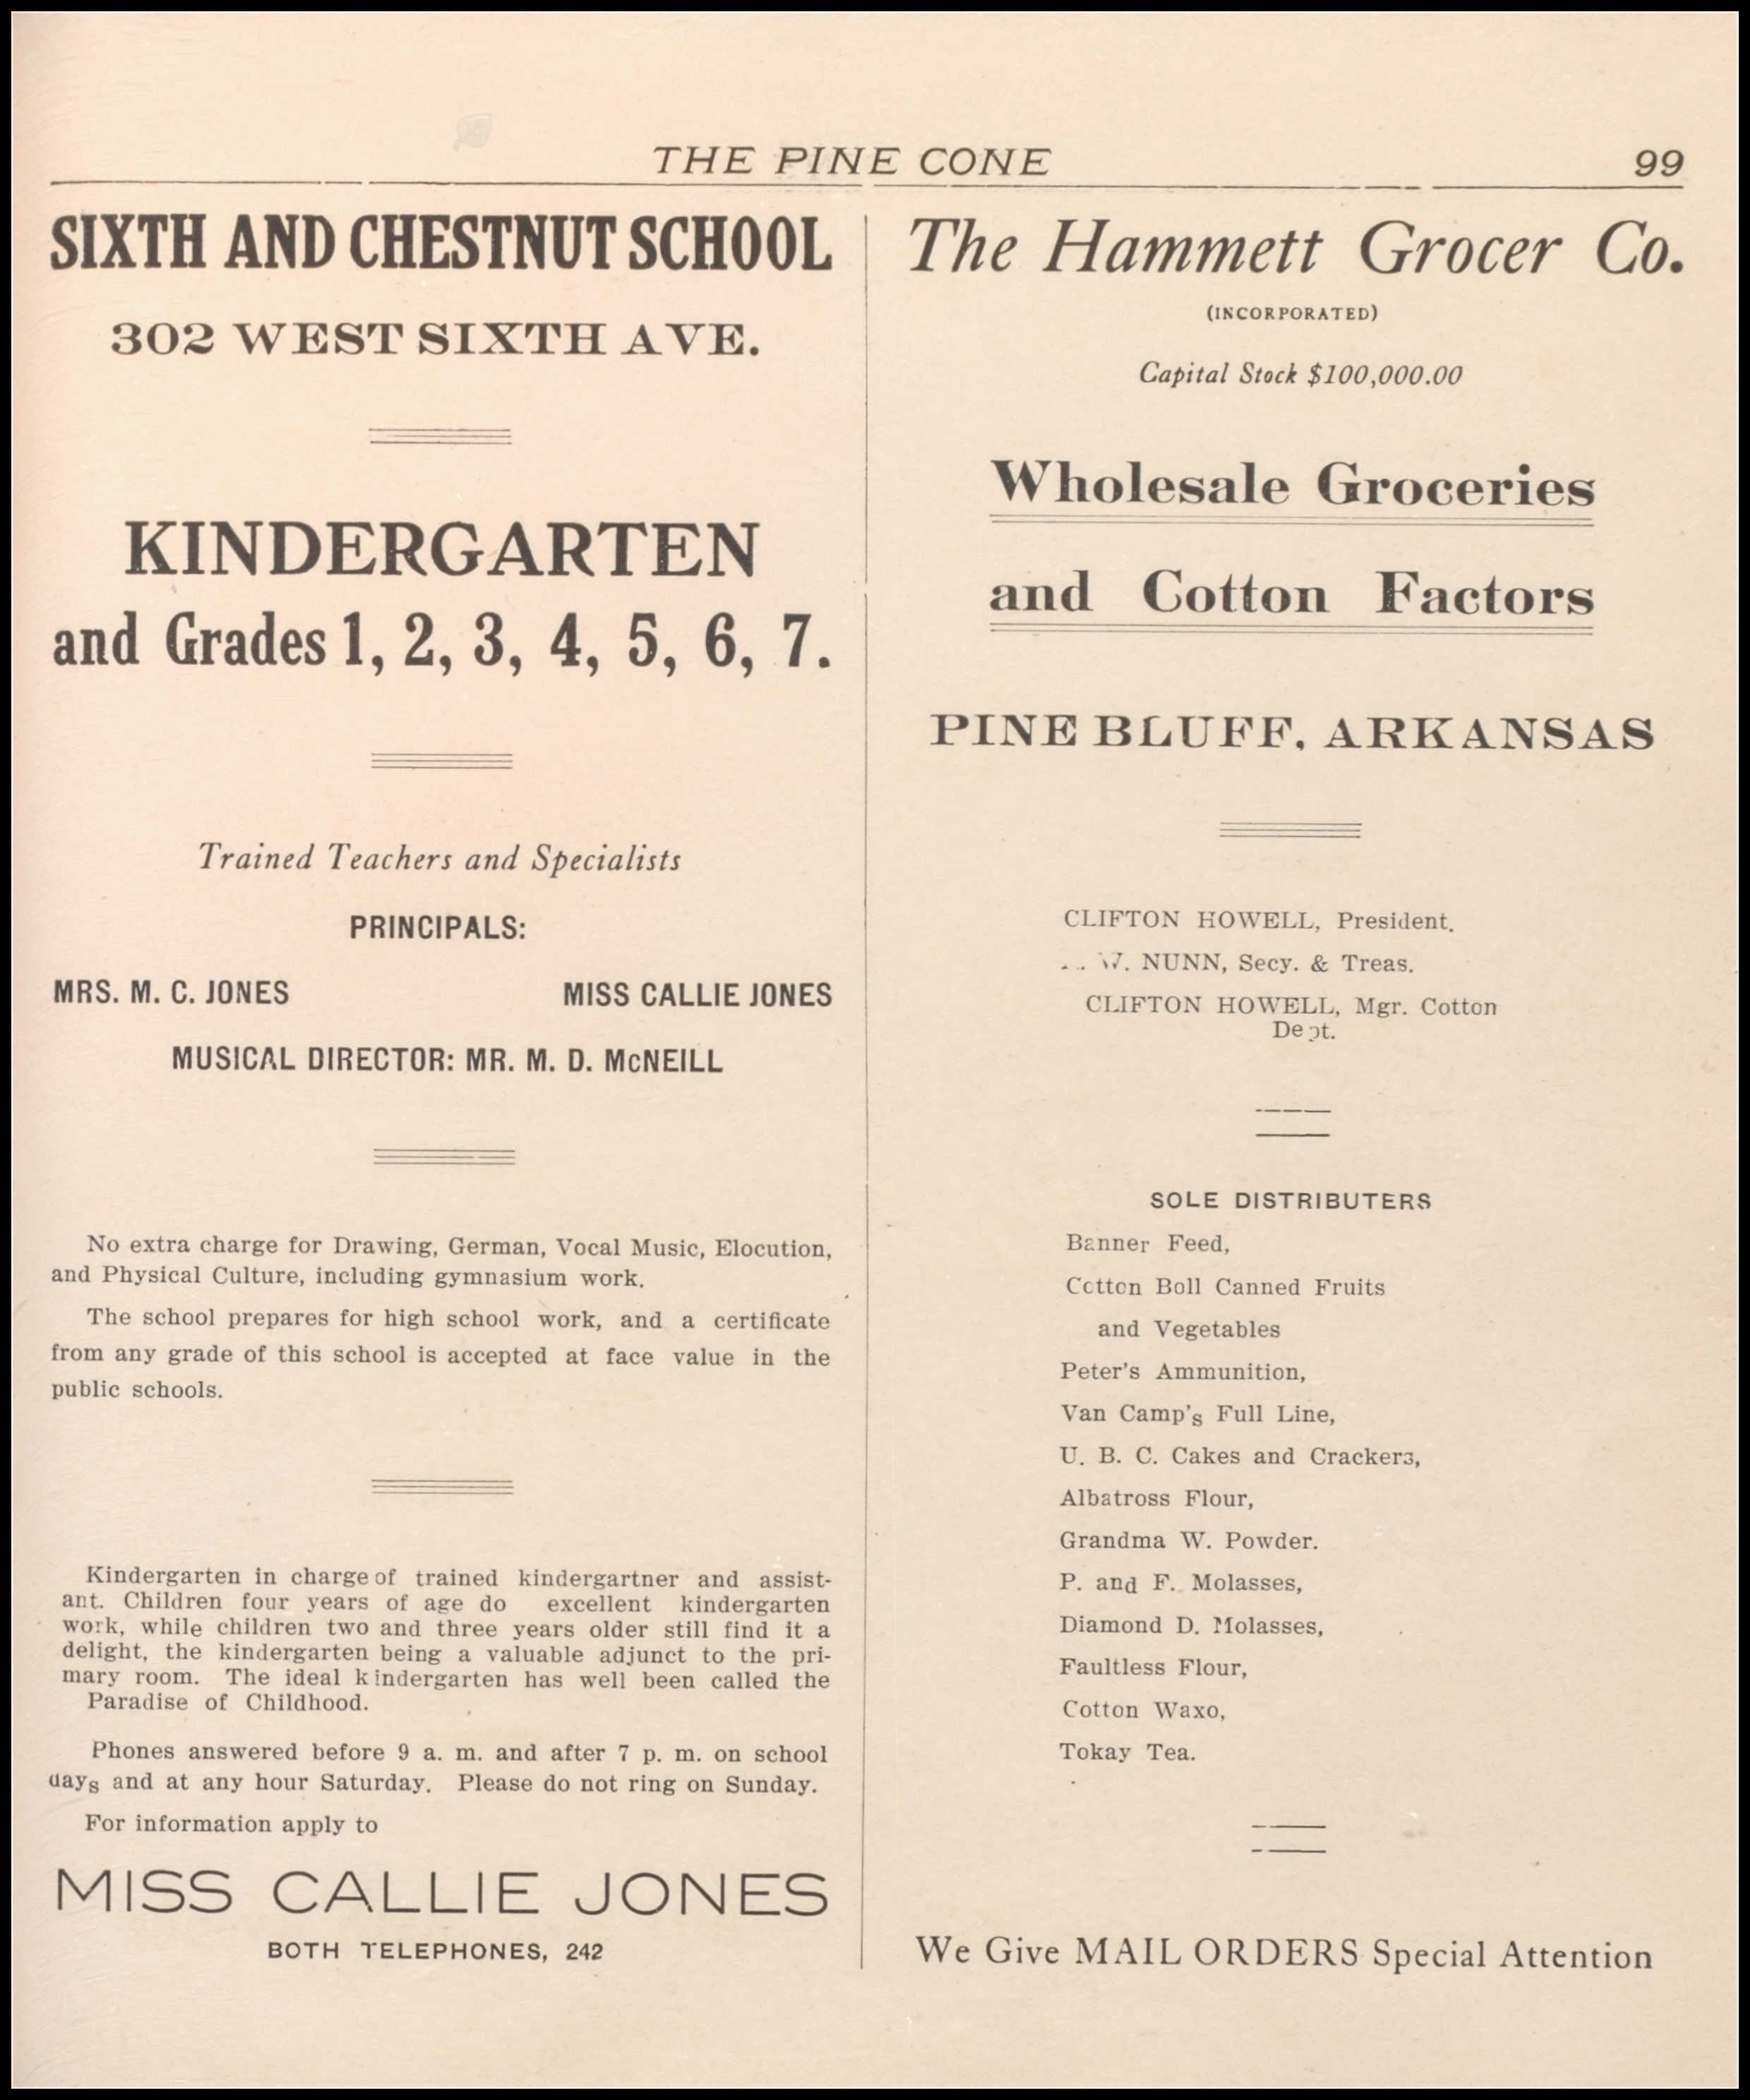 THE PINE CONE
99
SIXTH AND CHESTNUT SCHOOL
302 WEST SIXTH AVE.
KINDERGARTEN
and Grades 1, 2, 3, 4, 5, 6, 7.
Trained Teachers and Specialists
PRINCIPALS:
MRS. M. C. JONES MISS CALLIE JONES
MUSICAL DIRECTOR: MR. M. D. McNEILL
No extra charge for Drawing, German, Vocal Music, Elocution,
and Physical Culture, including gymnasium work.
The school prepares for high school work, and a certificate
from any grade of this school is accepted at face value in the
public schools.
Kindergarten in charge of trained kindergartner and assist-
ant. Children four years of age do excellent kindergarten
work, while children two and three years older still find it a
delight, the kindergarten being a valuable adjunct to the pri-
mary room. The ideal kindergarten has well been called the
Paradise of Childhood.
Phones answered before 9 a. m. and after 7 p. m. on school
days and at any hour Saturday. Please do not ring on Sunday.
For information apply to
MISS CALLIE JONES
BOTH TELEPHONES, 242
The Hammett Grocer Co.
(INCORPORATED)
Capital Stock $100,000.00
Wholesale Groceries
and Cotton Factors
PINE BLUFF, ARKANSAS
CLIFTON HOWELL, President.
W. NUNN, Secy. & Treas.
CLIFTON HOWELL, Mgr. Cotton
Dept.
SOLE DISTRIBUTERS
Banner Feed,
Cotton Boll Canned Fruits
and Vegetables
Peter's Ammunition,
Van Camp's Full Line,
U. B. C. Cakes and Crackers,
Albatross Flour,
Grandma W. Powder.
P. and F. Molasses,
Diamond D. Molasses,
Faultless Flour,
Cotton Waxo,
Tokay Tea.
We Give MAIL ORDERS Special Attention